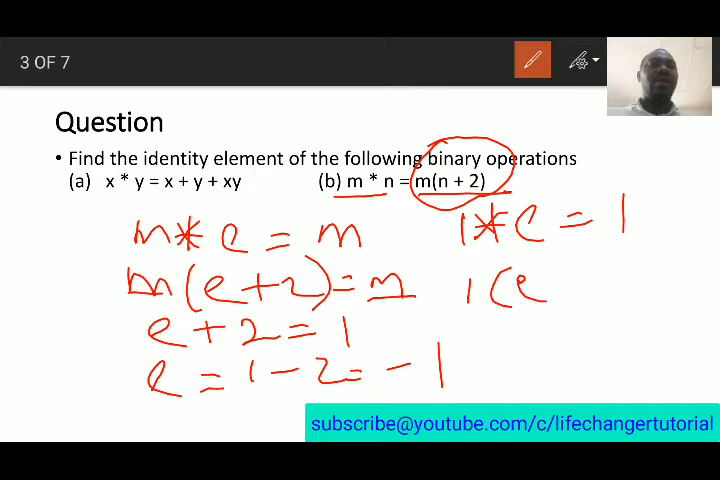 3 OF 7
Question
• Find the identity element of the following binary operations
(a) x * y = x + y + xy (b) m * n = m(n + 2)
m * e = m
1 * e = 1
m(e + 2) = m
1(e
e + 2 = 1
e = 1 - 2 = - 1
subscribe@youtube.com/c/lifechangertutorial